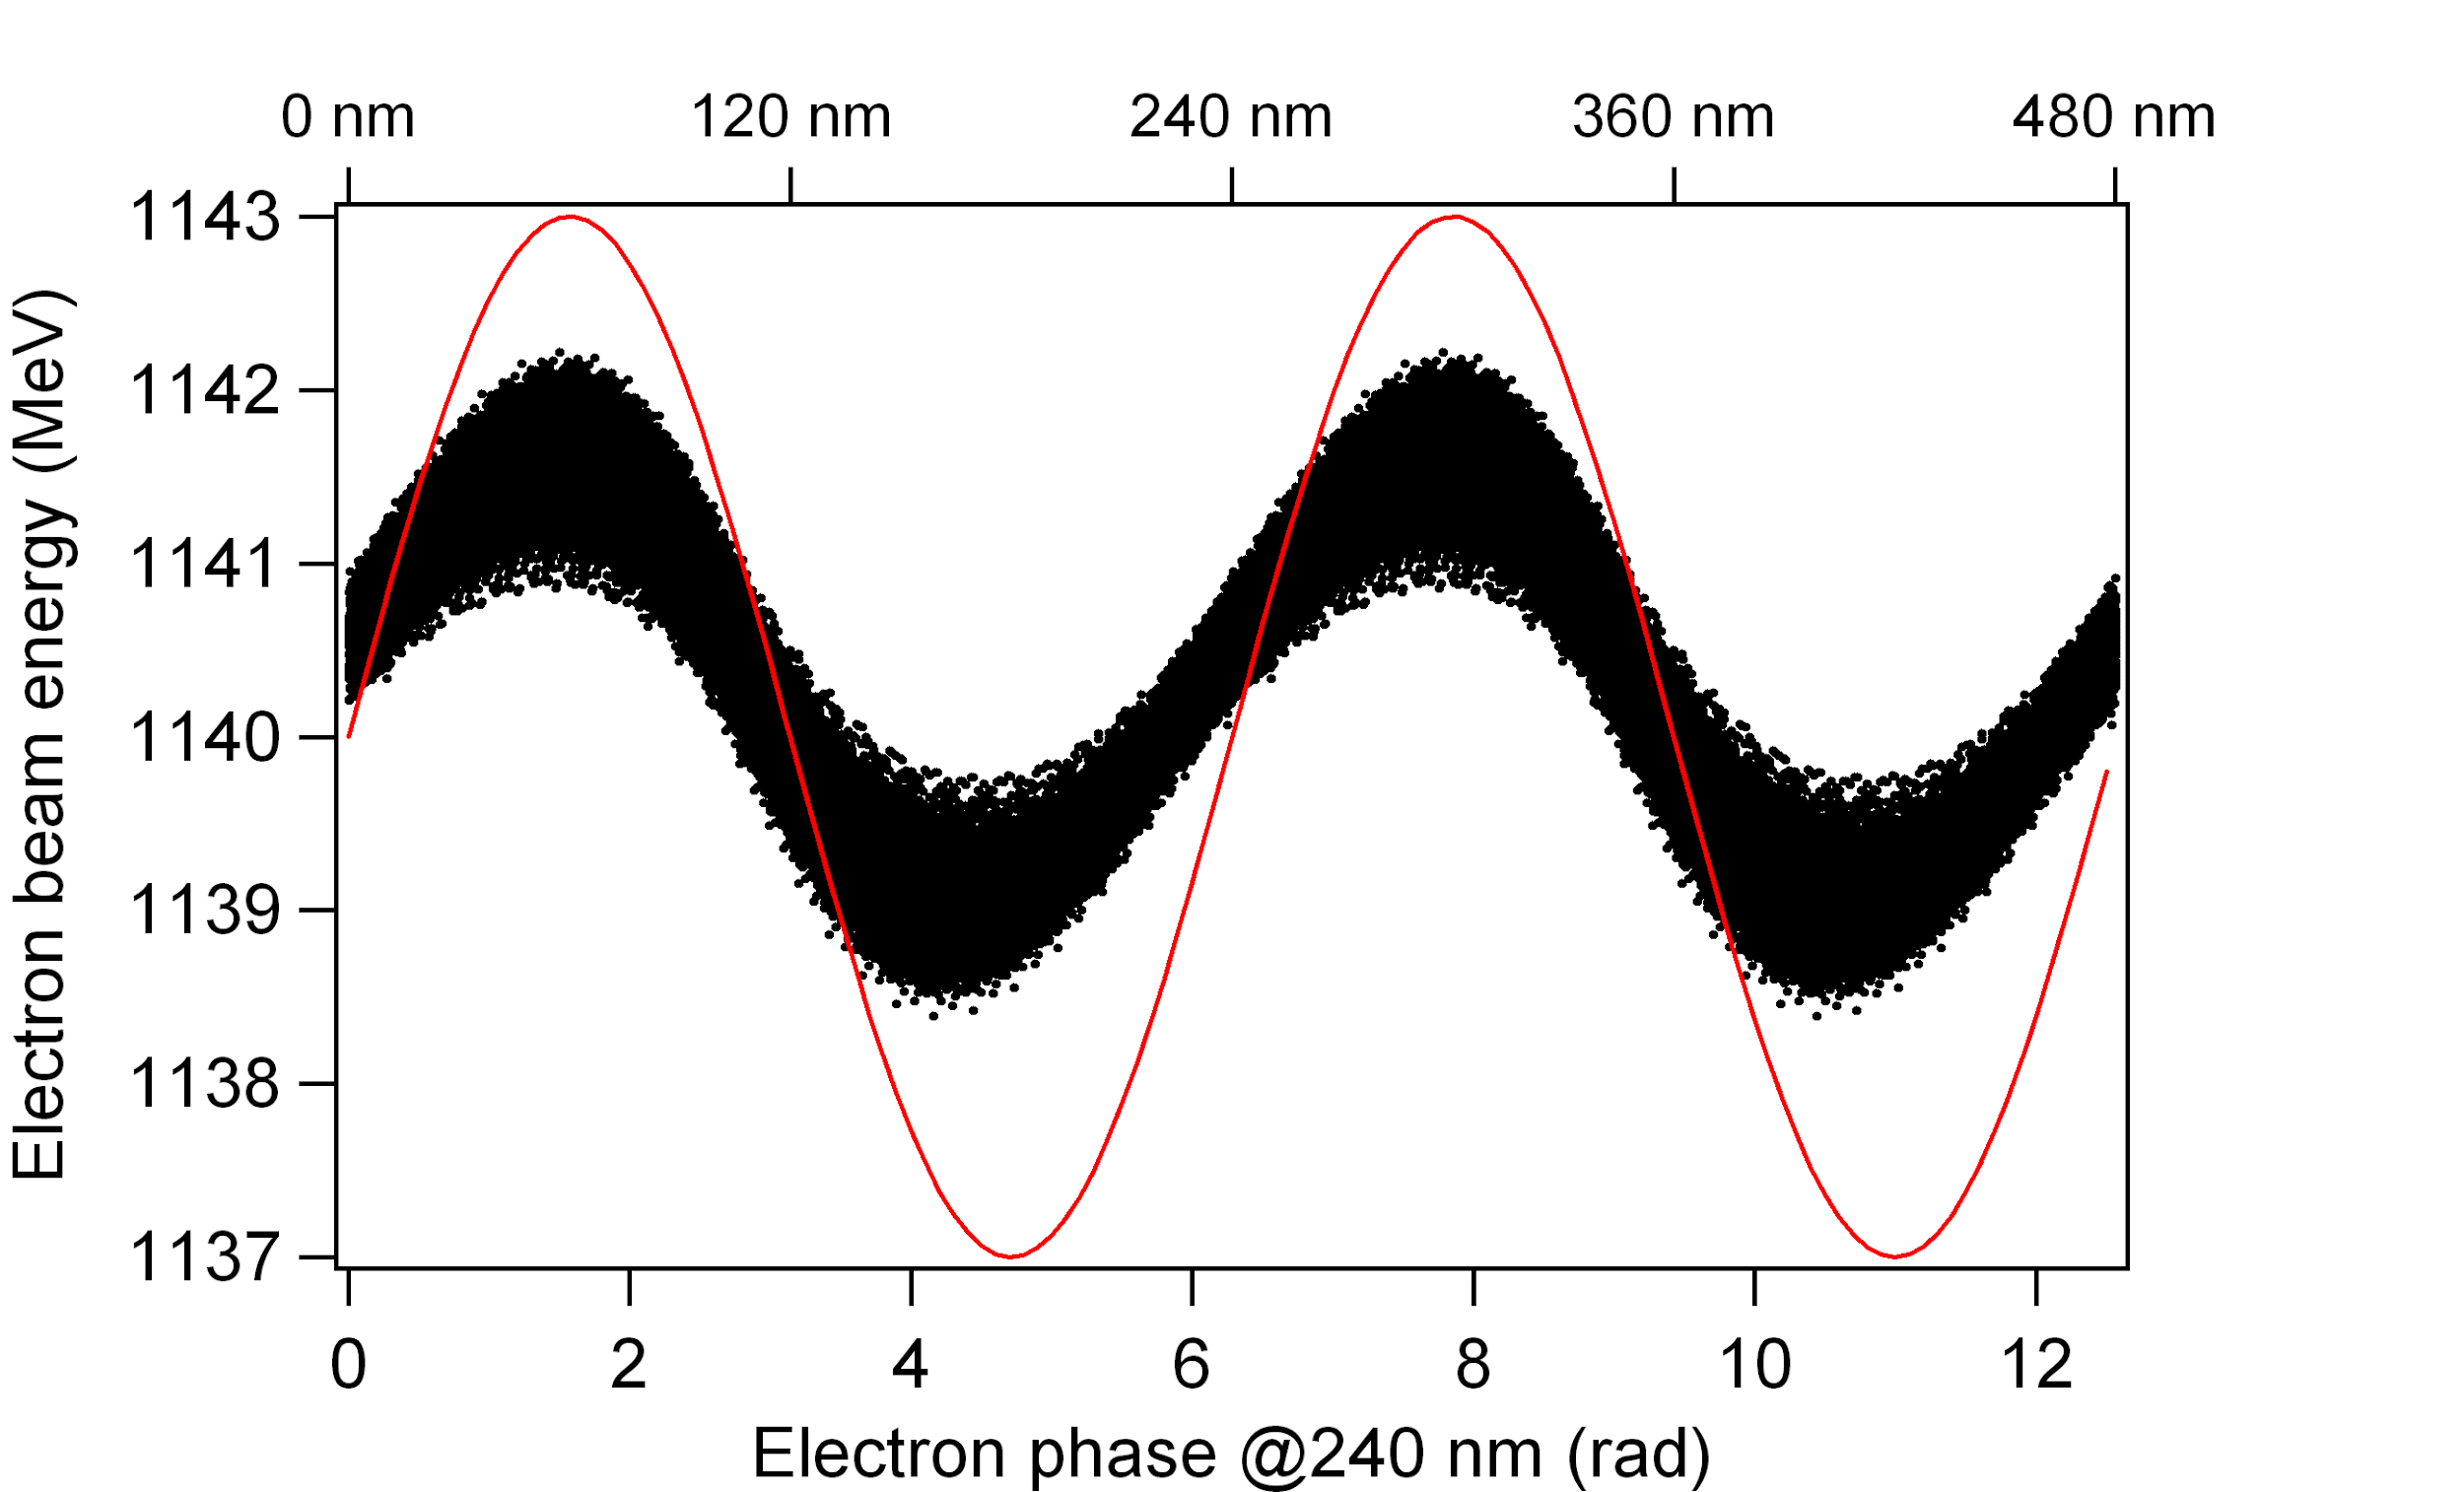 0 nm 120 nm 240 nm 360 nm 480 nm
1143
1142
1141
1140
1139
1138
1137
Electron beam energy (MeV)
0 2 4 6 8 10 12
Electron phase @240 nm (rad)